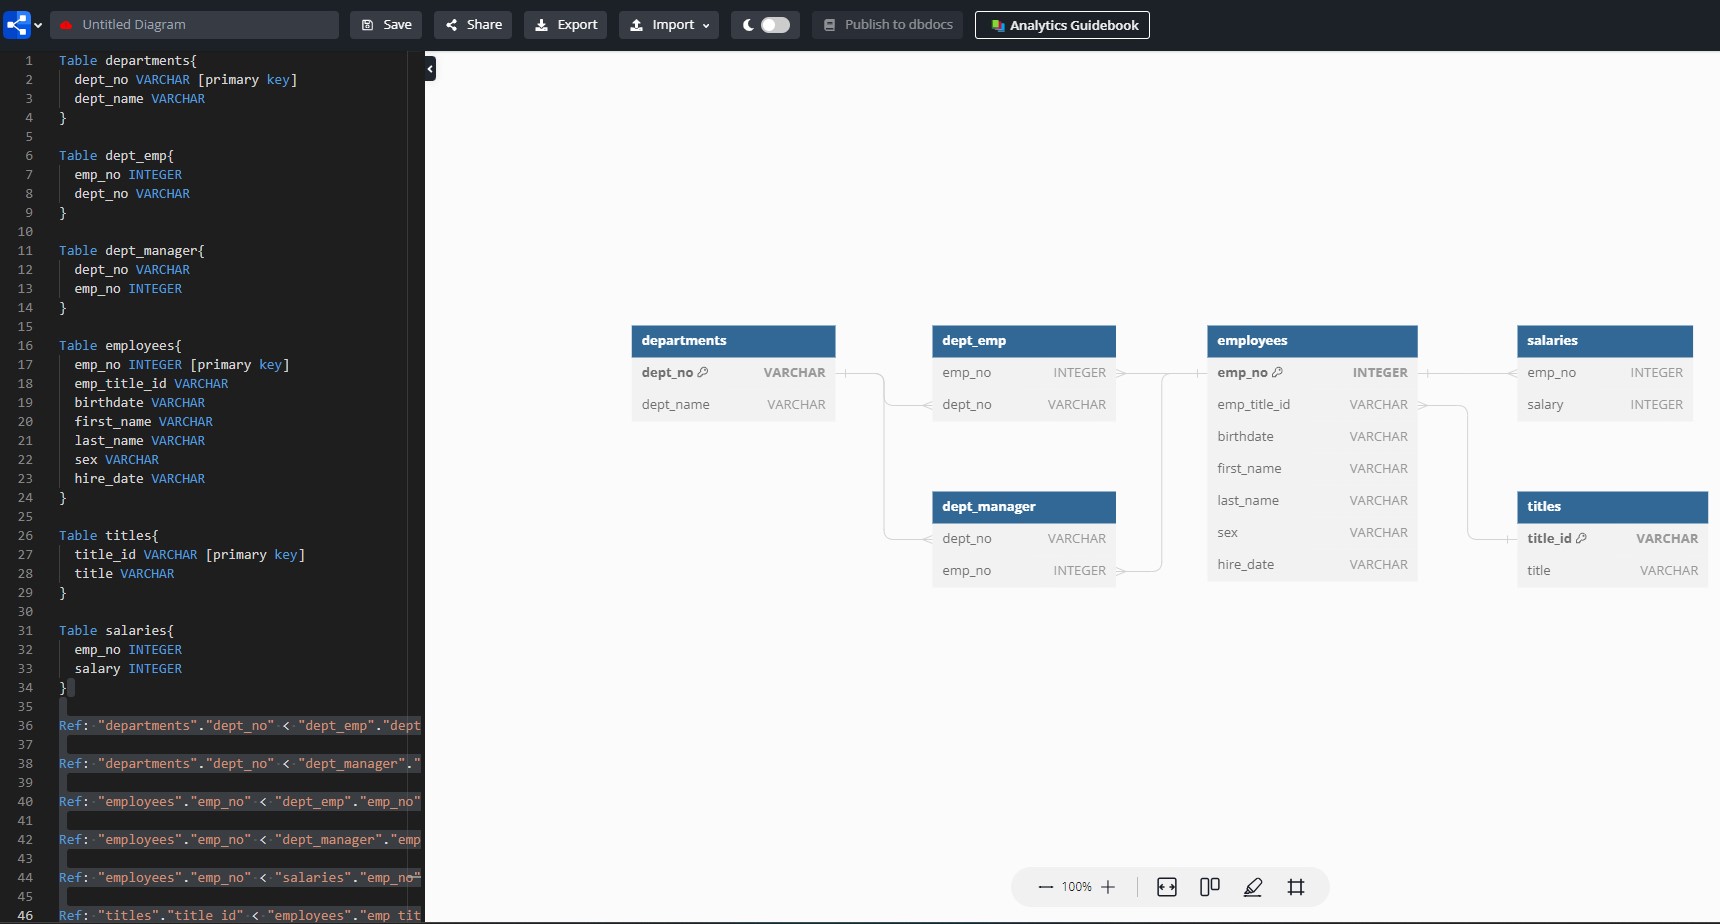 Untitled Diagram Save Share Export Import Publish to dbdocs Analytics Guidebook
1 Table departments{
2 dept_no VARCHAR [primary key]
3 dept_name VARCHAR
4 }
5
6 Table dept_emp{
7 emp_no INTEGER
8 dept_no VARCHAR
9 }
10
11 Table dept_manager{
12 dept_no VARCHAR
13 emp_no INTEGER
14 }
15
16 Table employees{
17 emp_no INTEGER [primary key]
18 emp_title_id VARCHAR
19 birthdate VARCHAR
20 first_name VARCHAR
21 last_name VARCHAR
22 sex VARCHAR
23 hire_date VARCHAR
24 }
25
26 Table titles{
27 title_id VARCHAR [primary key]
28 title VARCHAR
29 }
30
31 Table salaries{
32 emp_no INTEGER
33 salary INTEGER
34 }
35
36 Ref: "departments"."dept_no" < "dept_emp"."dept
37
38 Ref: "departments"."dept_no" < "dept_manager"."
39
40 Ref: "employees"."emp_no" < "dept_emp"."emp_no"
41
42 Ref: "employees"."emp_no" < "dept_manager"."emp
43
44 Ref: "employees"."emp_no" < "salaries"."emp_no"
45
46 Ref: "titles"."title_id" < "employees"."emp_tit
departments
dept_no VARCHAR
dept_name VARCHAR
dept_emp
emp_no INTEGER
dept_no VARCHAR
dept_manager
dept_no VARCHAR
emp_no INTEGER
employees
emp_no INTEGER
emp_title_id VARCHAR
birthdate VARCHAR
first_name VARCHAR
last_name VARCHAR
sex VARCHAR
hire_date VARCHAR
salaries
emp_no INTEGER
salary INTEGER
titles
title_id VARCHAR
title VARCHAR
100%